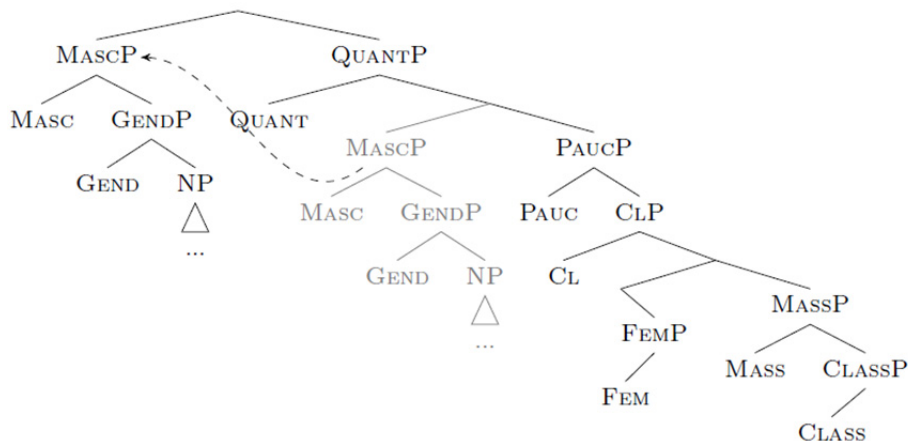 MASCP QUANTP
MASC GENDP QUANT
MASCP PAUCP
GEND NP
MASC GENDP PAUC CLP
...
GEND NP CL
MASSP
FEMP
...
MASS CLASSP
FEM
CLASS